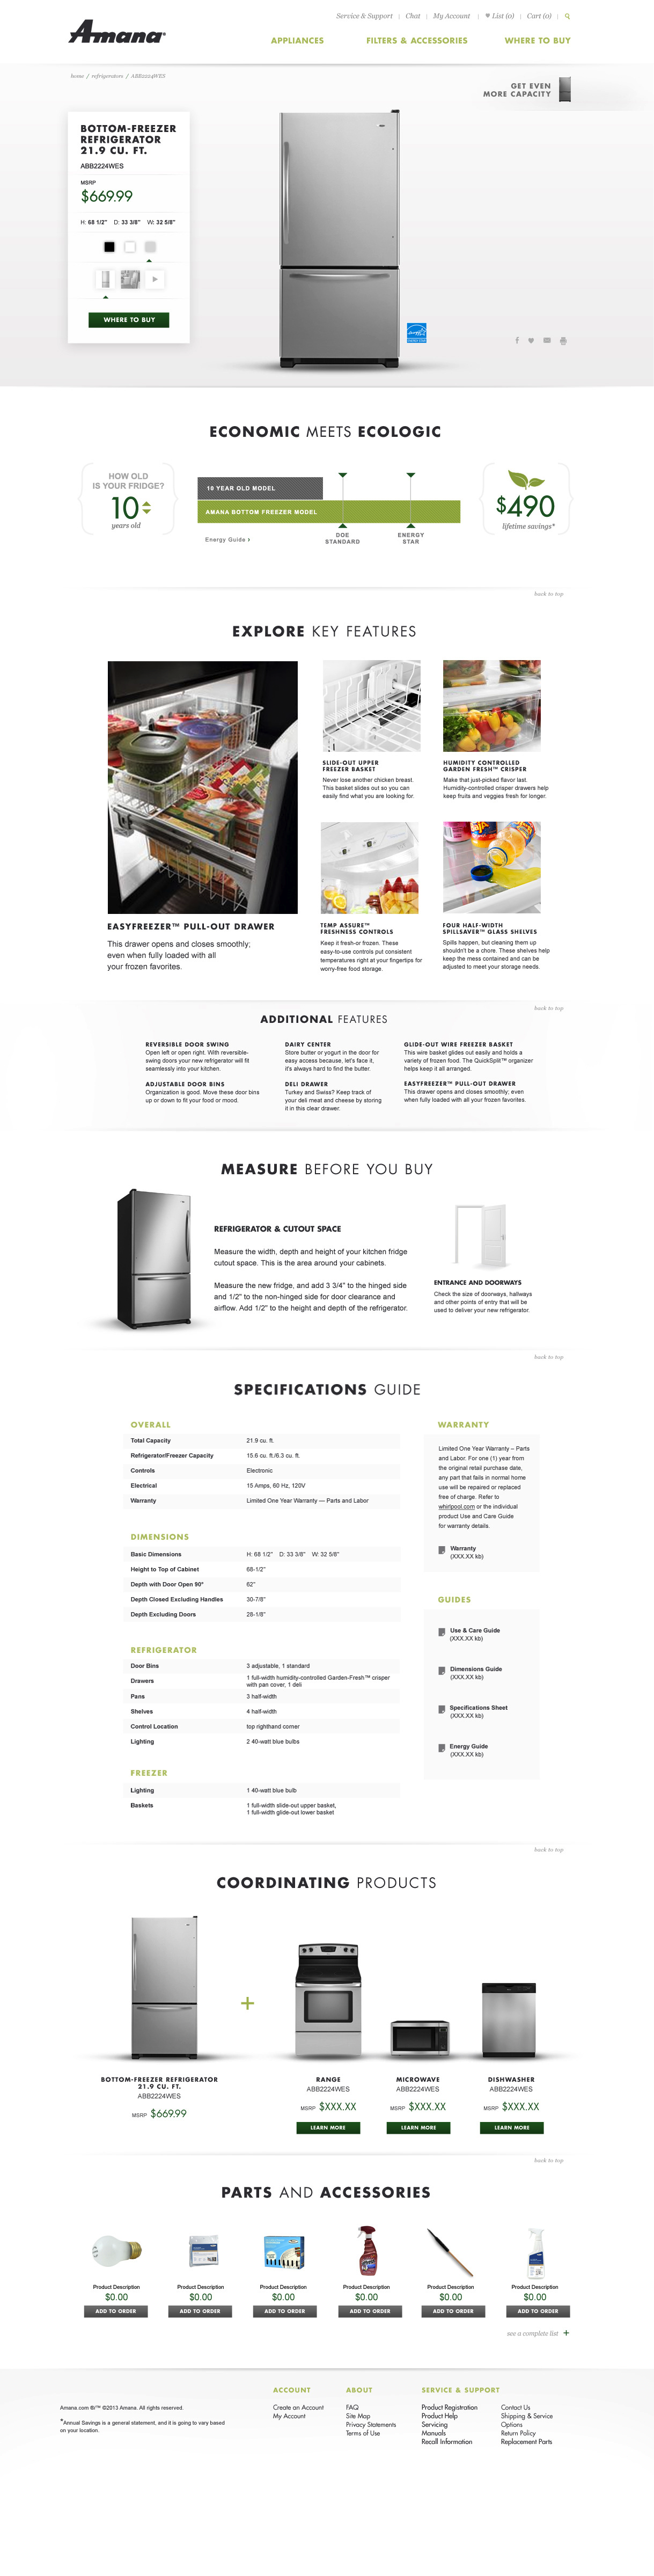 Service & Support | Chat | My Account | List (0) | Cart (0) |
Amana
APPLIANCES FILTERS & ACCESSORIES WHERE TO BUY
home / refrigerators / ABB2224WES
GET EVEN
MORE CAPACITY
BOTTOM-FREEZER
REFRIGERATOR
21.9 CU. FT.
ABB2224WES
MSRP
$669.99
H: 68 1/2" D: 33 3/8" W: 32 5/8"
WHERE TO BUY
ECONOMIC MEETS ECOLOGIC
HOW OLD
IS YOUR FRIDGE?
10
years old
10 YEAR OLD MODEL
AMANA BOTTOM FREEZER MODEL
Energy Guide
DOE
STANDARD
ENERGY
STAR
$490
lifetime savings*
back to top
EXPLORE KEY FEATURES
EASYFREEZER™ PULL-OUT DRAWER
This drawer opens and closes smoothly;
even when fully loaded with all
your frozen favorites.
SLIDE-OUT UPPER
FREEZER BASKET
Never lose another chicken breast.
This basket slides out so you can
easily find what you are looking for.
HUMIDITY CONTROLLED
GARDEN FRESH™ CRISPER
Make that just-picked flavor last.
Humidity-controlled crisper drawers help
keep fruits and veggies fresh for longer.
TEMP ASSURE™
FRESHNESS CONTROLS
Keep it fresh-or frozen. These
easy-to-use controls put consistent
temperatures right at your fingertips for
worry-free food storage.
FOUR HALF-WIDTH
SPILLSAVER™ GLASS SHELVES
Spills happen, but cleaning them up
shouldn't be a chore. These shelves help
keep the mess contained and can be
adjusted to meet your storage needs.
back to top
ADDITIONAL FEATURES
REVERSIBLE DOOR SWING
Open left or open right. With reversible-
swing doors your new refrigerator will fit
seamlessly into your kitchen.
ADJUSTABLE DOOR BINS
Organization is good. Move these door bins
up or down to fit your food or mood.
DAIRY CENTER
Store butter or yogurt in the door for
easy access because, let's face it,
it's always hard to find the butter.
DELI DRAWER
Turkey and Swiss? Keep track of
your deli meat and cheese by storing
it in this clear drawer.
GLIDE-OUT WIRE FREEZER BASKET
This wire basket glides out easily and holds a
variety of frozen food. The QuickSplit™ organizer
helps keep it all arranged.
EASYFREEZER™ PULL-OUT DRAWER
This drawer opens and closes smoothly; even
when fully loaded with all your frozen favorites.
MEASURE BEFORE YOU BUY
REFRIGERATOR & CUTOUT SPACE
Measure the width, depth and height of your kitchen fridge
cutout space. This is the area around your cabinets.
Measure the new fridge, and add 3 3/4" to the hinged side
and 1/2" to the non-hinged side for door clearance and
airflow. Add 1/2" to the height and depth of the refrigerator.
ENTRANCE AND DOORWAYS
Check the size of doorways, hallways
and other points of entry that will be
used to deliver your new refrigerator.
back to top
SPECIFICATIONS GUIDE
OVERALL
Total Capacity 21.9 cu. ft.
Refrigerator/Freezer Capacity 15.6 cu. ft./6.3 cu. ft.
Controls Electronic
Electrical 15 Amps, 60 Hz, 120V
Warranty Limited One Year Warranty — Parts and Labor
DIMENSIONS
Basic Dimensions H: 68 1/2" D: 33 3/8" W: 32 5/8"
Height to Top of Cabinet 68-1/2"
Depth with Door Open 90° 62"
Depth Closed Excluding Handles 30-7/8"
Depth Excluding Doors 28-1/8"
REFRIGERATOR
Door Bins 3 adjustable, 1 standard
Drawers 1 full-width humidity-controlled Garden-Fresh™ crisper
with pan cover, 1 deli
Pans 3 half-width
Shelves 4 half-width
Control Location top righthand corner
Lighting 2 40-watt blue bulbs
FREEZER
Lighting 1 40-watt blue bulb
Baskets 1 full-width slide-out upper basket,
1 full-width glide-out lower basket
WARRANTY
Limited One Year Warranty – Parts
and Labor. For one (1) year from
the original retail purchase date,
any part that fails in normal home
use will be repaired or replaced
free of charge. Refer to
whirlpool.com or the individual
product Use and Care Guide
for warranty details.
Warranty
(XXX.XX kb)
GUIDES
Use & Care Guide
(XXX.XX kb)
Dimensions Guide
(XXX.XX kb)
Specifications Sheet
(XXX.XX kb)
Energy Guide
(XXX.XX kb)
back to top
COORDINATING PRODUCTS
BOTTOM-FREEZER REFRIGERATOR
21.9 CU. FT.
ABB2224WES
MSRP $669.99
RANGE
ABB2224WES
MSRP $XXX.XX
LEARN MORE
MICROWAVE
ABB2224WES
MSRP $XXX.XX
LEARN MORE
DISHWASHER
ABB2224WES
MSRP $XXX.XX
LEARN MORE
back to top
PARTS AND ACCESSORIES
Product Description Product Description Product Description Product Description Product Description Product Description
$0.00 $0.00 $0.00 $0.00 $0.00 $0.00
ADD TO ORDER ADD TO ORDER ADD TO ORDER ADD TO ORDER ADD TO ORDER ADD TO ORDER
see a complete list +
Amana.com ®/™ ©2013 Amana. All rights reserved.
*Annual Savings is a general statement, and it is going to vary based
on your location.
ACCOUNT
Create an Account
My Account
ABOUT
FAQ
Site Map
Privacy Statements
Terms of Use
SERVICE & SUPPORT
Product Registration
Product Help
Servicing
Manuals
Recall Information
Contact Us
Shipping & Service
Options
Return Policy
Replacement Parts